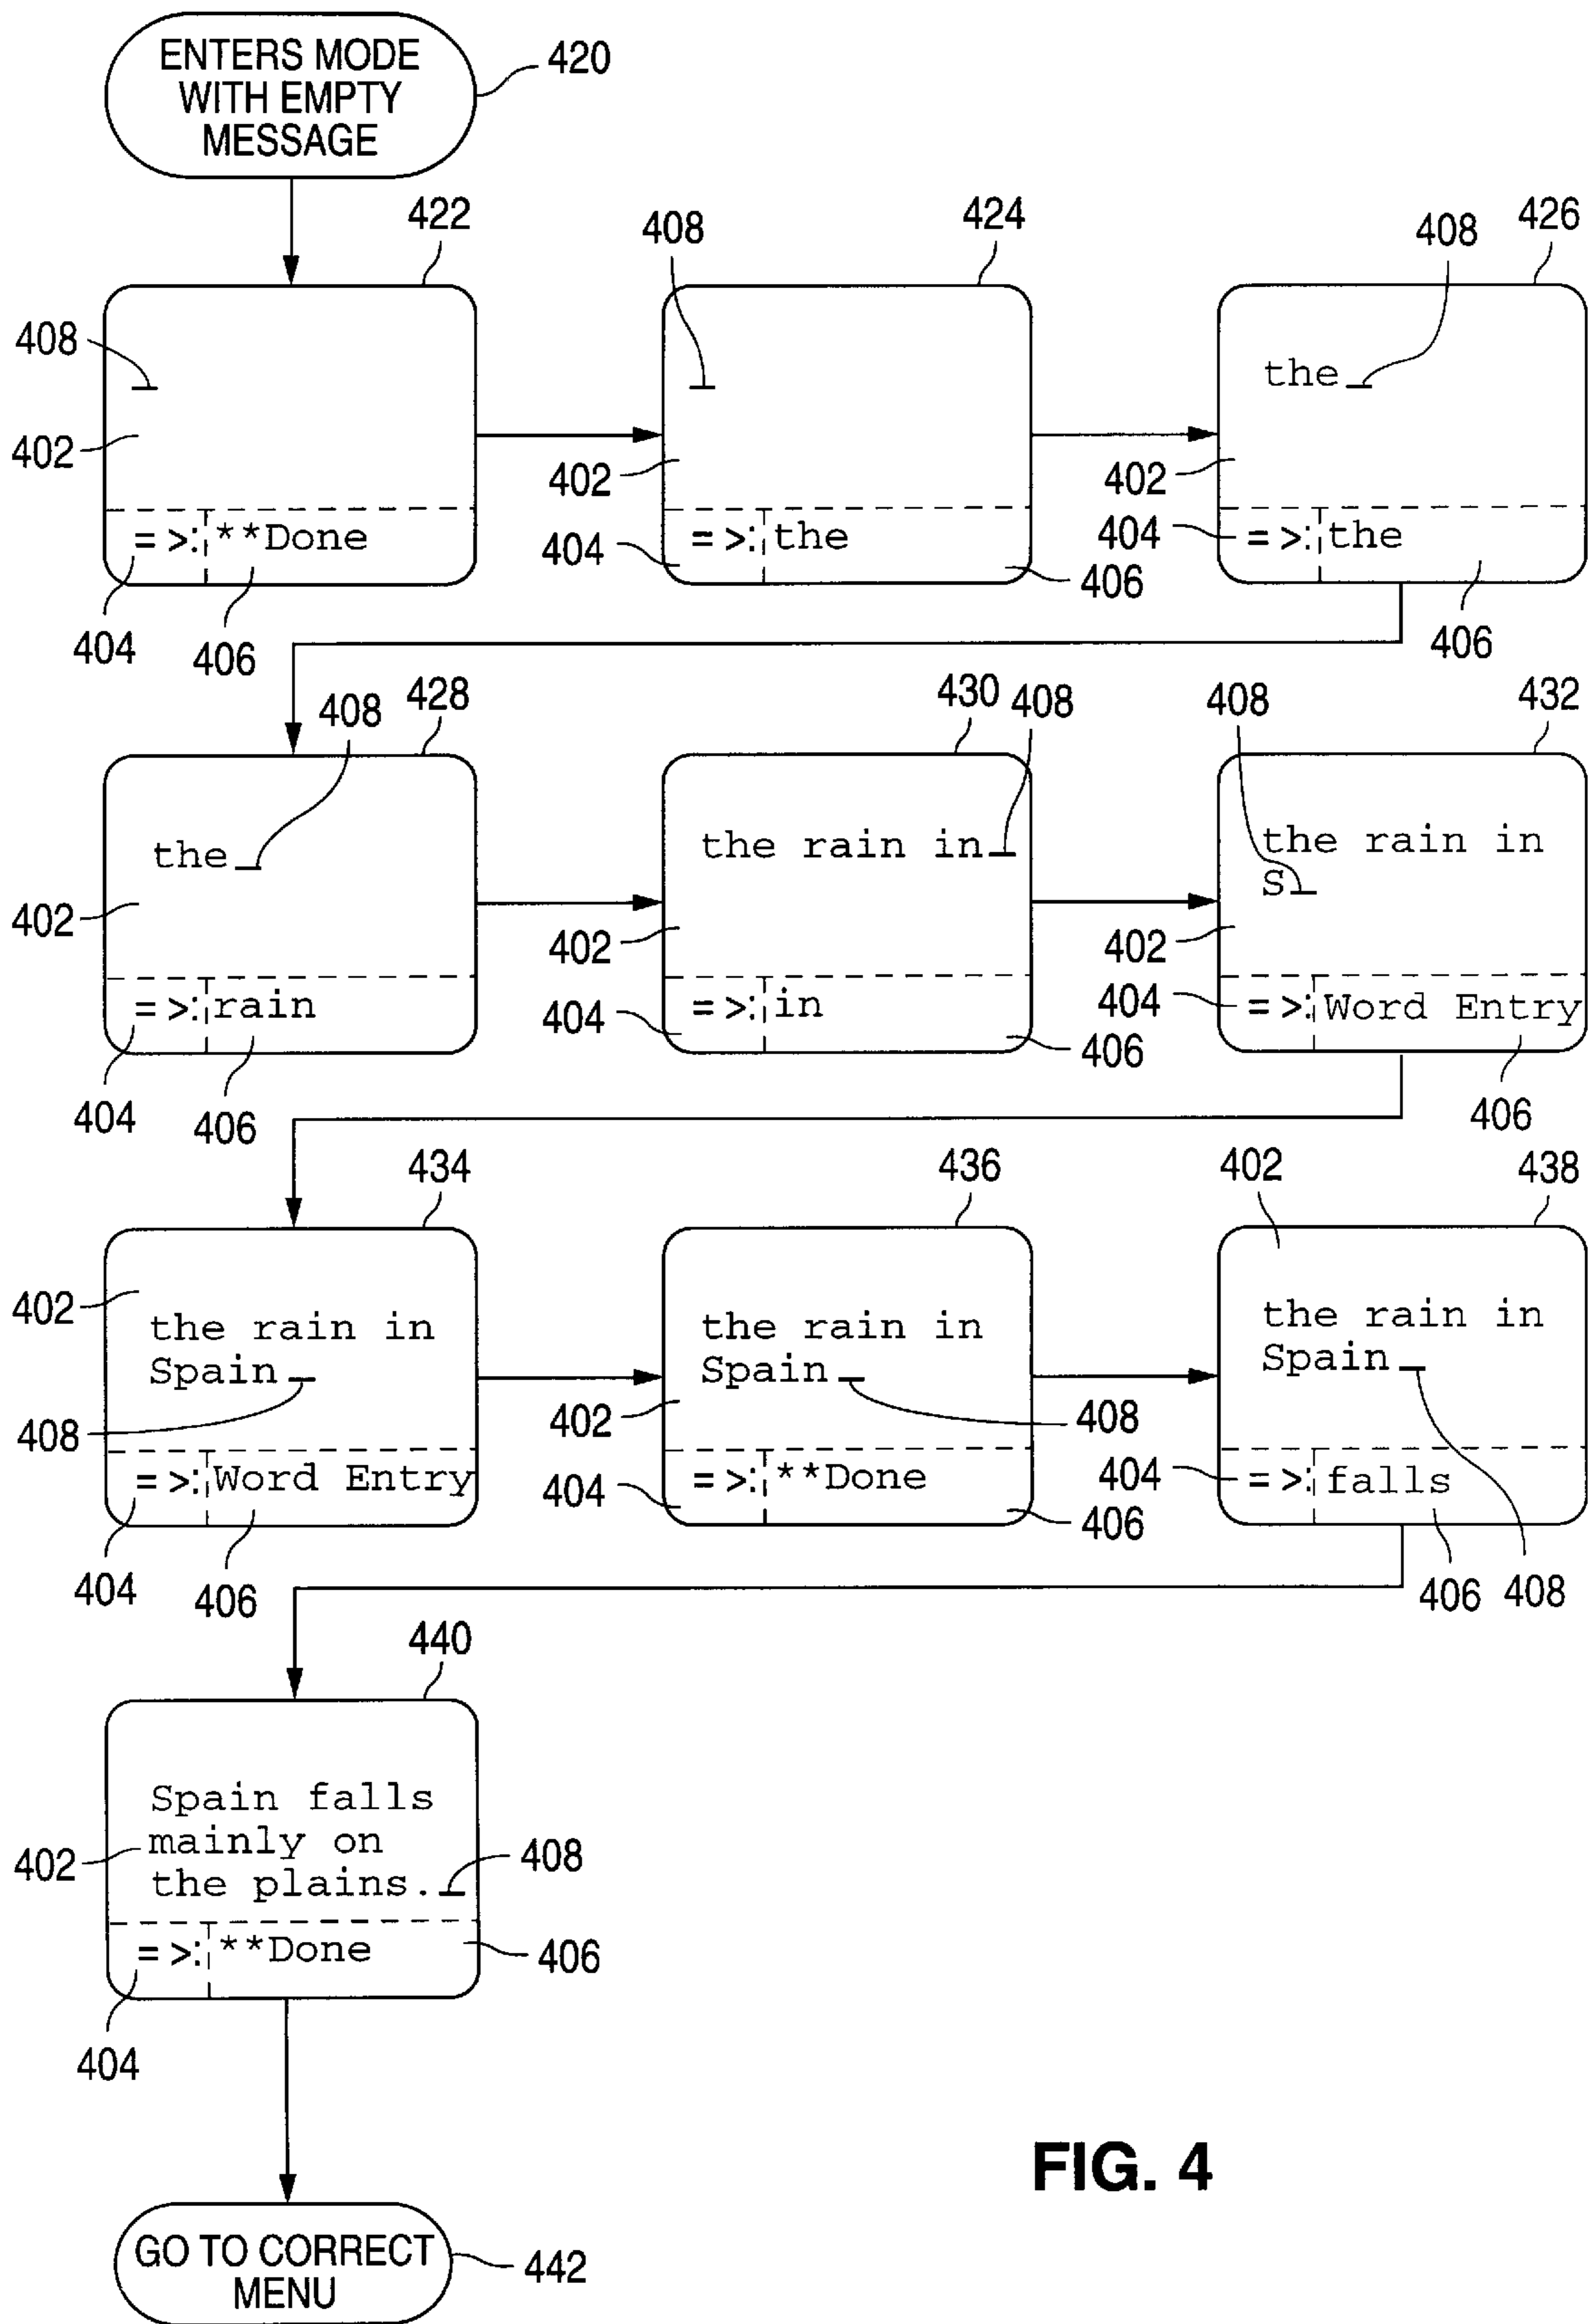 ENTERS MODE
WITH EMPTY
MESSAGE
420
422
408
402
= >: **Done
404
406
424
408
402
404
= >: the
406
426
408
the
402
404
= >: the
406
428
408
the
402
= >: rain
404
406
430
408
the rain in
402
404
= >: in
406
432
408
the rain in
S
402
404
= >: Word Entry
406
434
402
the rain in
Spain
408
= >: Word Entry
404
406
436
the rain in
Spain
402
408
404
= >: **Done
406
402
438
the rain in
Spain
404
= >: falls
406
408
440
Spain falls
mainly on
402
the plains.
408
= >: **Done
406
404
FIG. 4
GO TO CORRECT
MENU
442